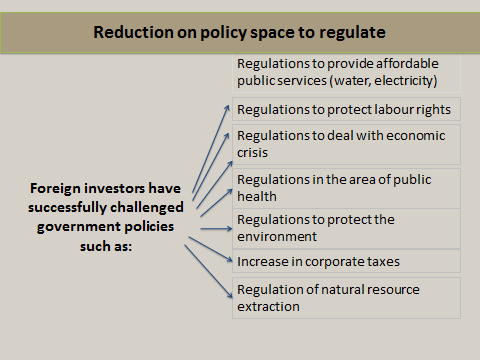 Reduction on policy space to regulate
Regulations to provide affordable
public services (water, electricity)
Regulations to protect labour rights
Regulations to deal with economic
crisis
Regulations in the area of public
health
Regulations to protect the
environment
Increase in corporate taxes
Regulation of natural resource
extraction
Foreign investors have
successfully challenged
government policies
such as: